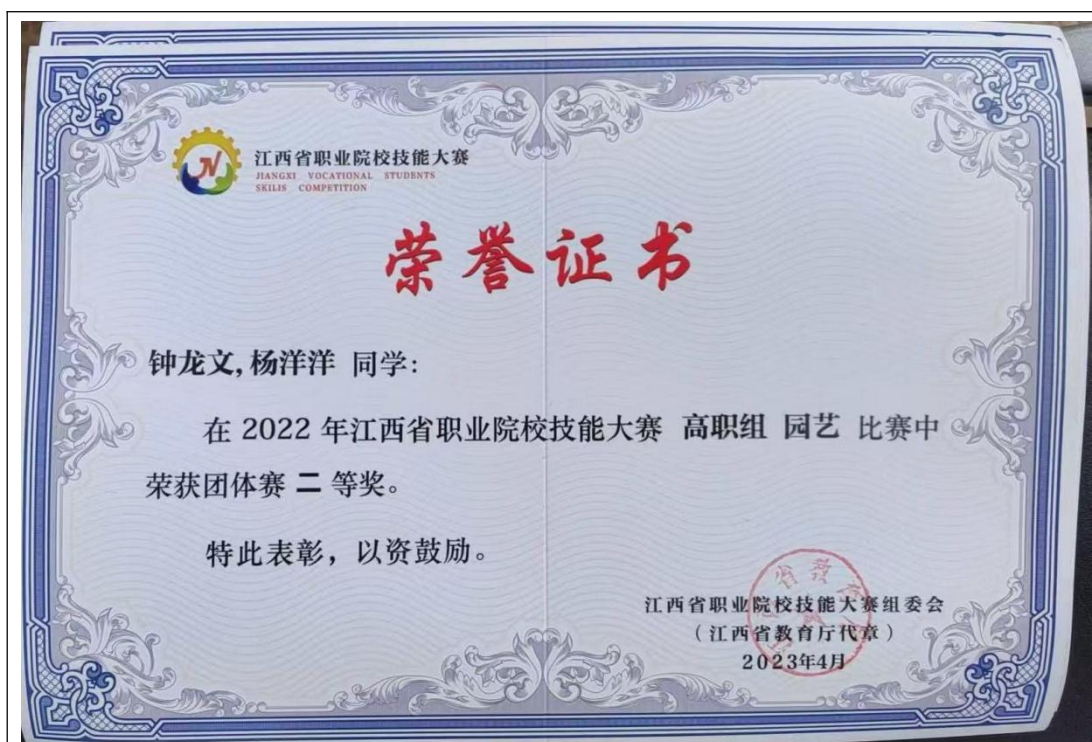 江西省职业院校技能大赛
JIANGXI VOCATIONAL STUDENTS
SKILLS COMPETITION
荣誉证书
钟龙文,杨洋洋 同学:
在 2022 年江西省职业院校技能大赛 高职组 园艺 比赛中
荣获团体赛 二 等奖。
特此表彰，以资鼓励。
江西省职业院校技能大赛组委会
（江西省教育厅代章）
2023年4月